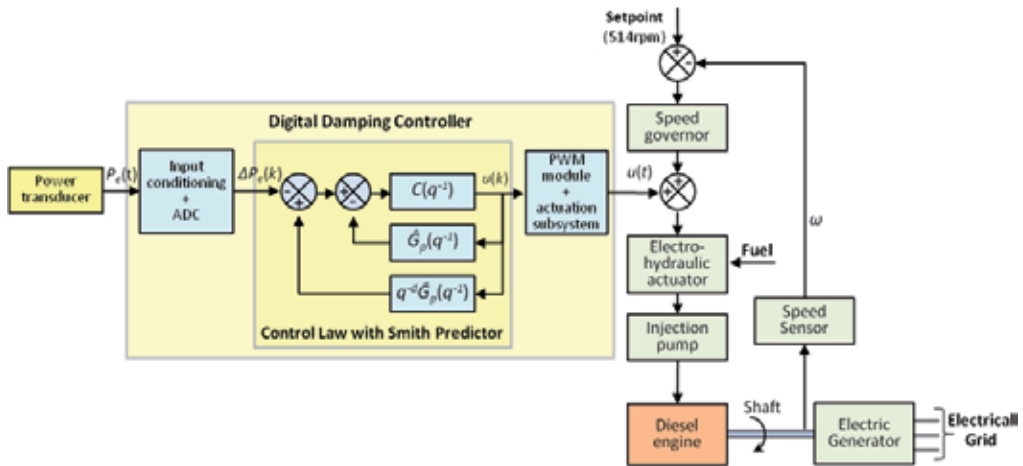 Setpoint
(514rpm)
Digital Damping Controller
Speed
governor
Power
transducer
Pₑ(t)
Input
conditioning
+
ADC
ΔPₑ(k)
C(q⁻¹)
u(k)
PWM
module
+
actuation
subsystem
u(t)
ω
Ĝₚ(q⁻¹)
q⁻ᵈĜₚ(q⁻¹)
Control Law with Smith Predictor
Electro-
hydraulic
actuator
Fuel
Injection
pump
Speed
Sensor
Diesel
engine
Shaft
Electric
Generator
Electricall
Grid